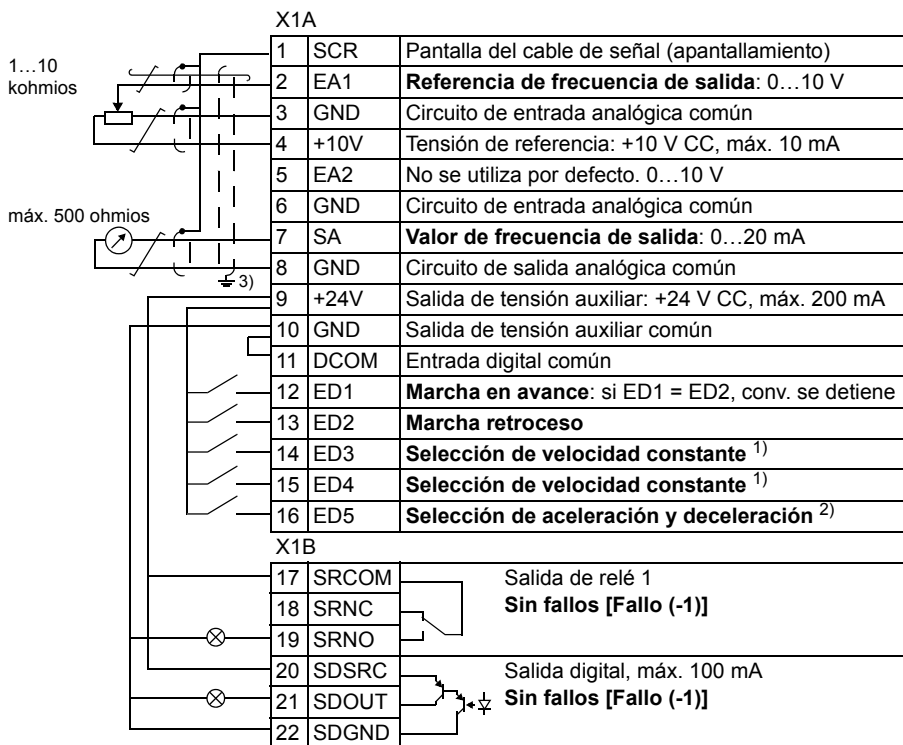 X1A
1…10 kohmios
1 SCR Pantalla del cable de señal (apantallamiento)
2 EA1 Referencia de frecuencia de salida: 0…10 V
3 GND Circuito de entrada analógica común
4 +10V Tensión de referencia: +10 V CC, máx. 10 mA
5 EA2 No se utiliza por defecto. 0…10 V
6 GND Circuito de entrada analógica común
máx. 500 ohmios
7 SA Valor de frecuencia de salida: 0…20 mA
8 GND Circuito de salida analógica común
3)
9 +24V Salida de tensión auxiliar: +24 V CC, máx. 200 mA
10 GND Salida de tensión auxiliar común
11 DCOM Entrada digital común
12 ED1 Marcha en avance: si ED1 = ED2, conv. se detiene
13 ED2 Marcha retroceso
14 ED3 Selección de velocidad constante 1)
15 ED4 Selección de velocidad constante 1)
16 ED5 Selección de aceleración y deceleración 2)
X1B
17 SRCOM Salida de relé 1
18 SRNC Sin fallos [Fallo (-1)]
19 SRNO
20 SDSRC Salida digital, máx. 100 mA
21 SDOUT Sin fallos [Fallo (-1)]
22 SDGND